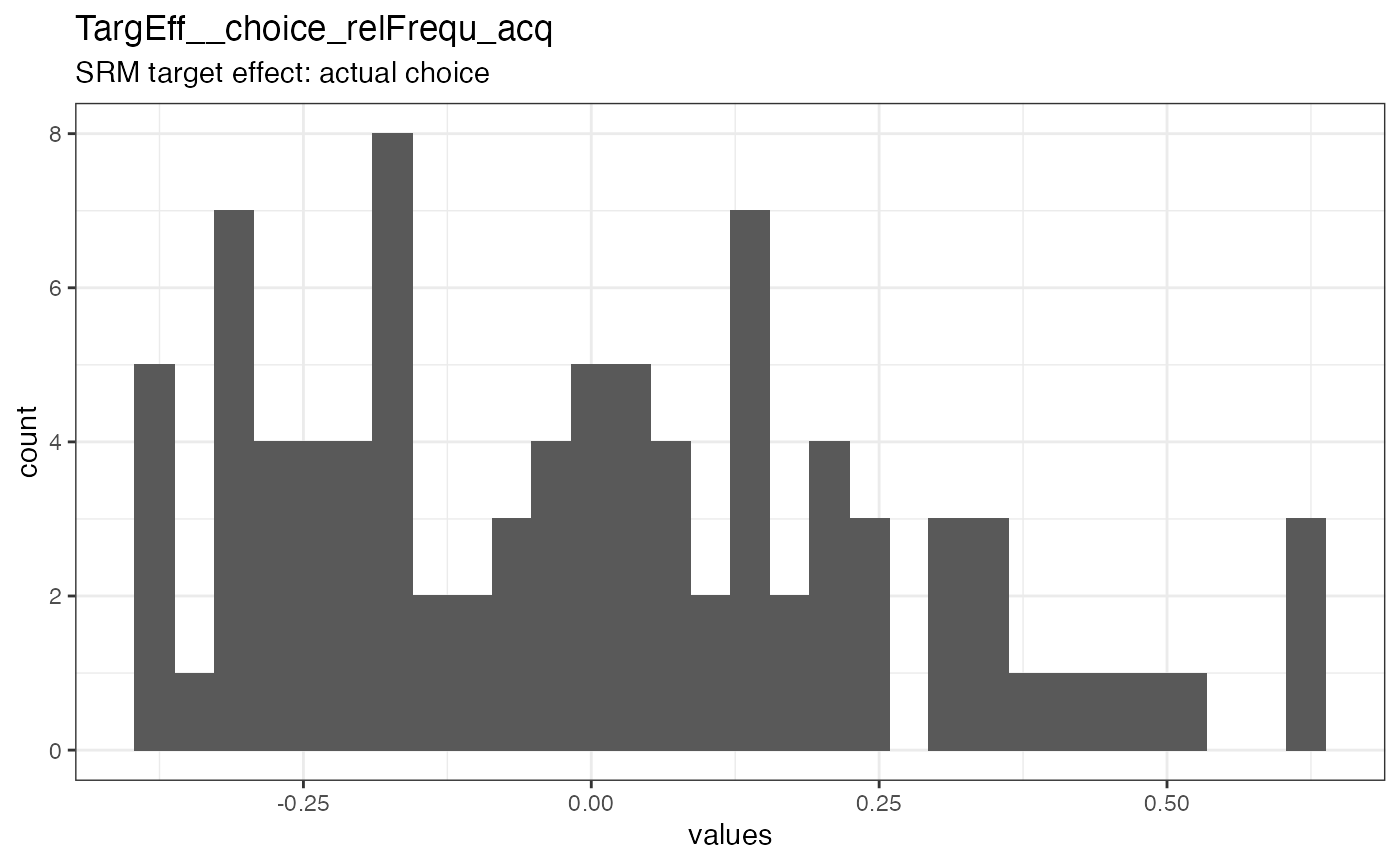 TargEff__choice_relFrequ_acq
SRM target effect: actual choice
8
6
4
2
0
count
-0.25
0.00
0.25
0.50
values